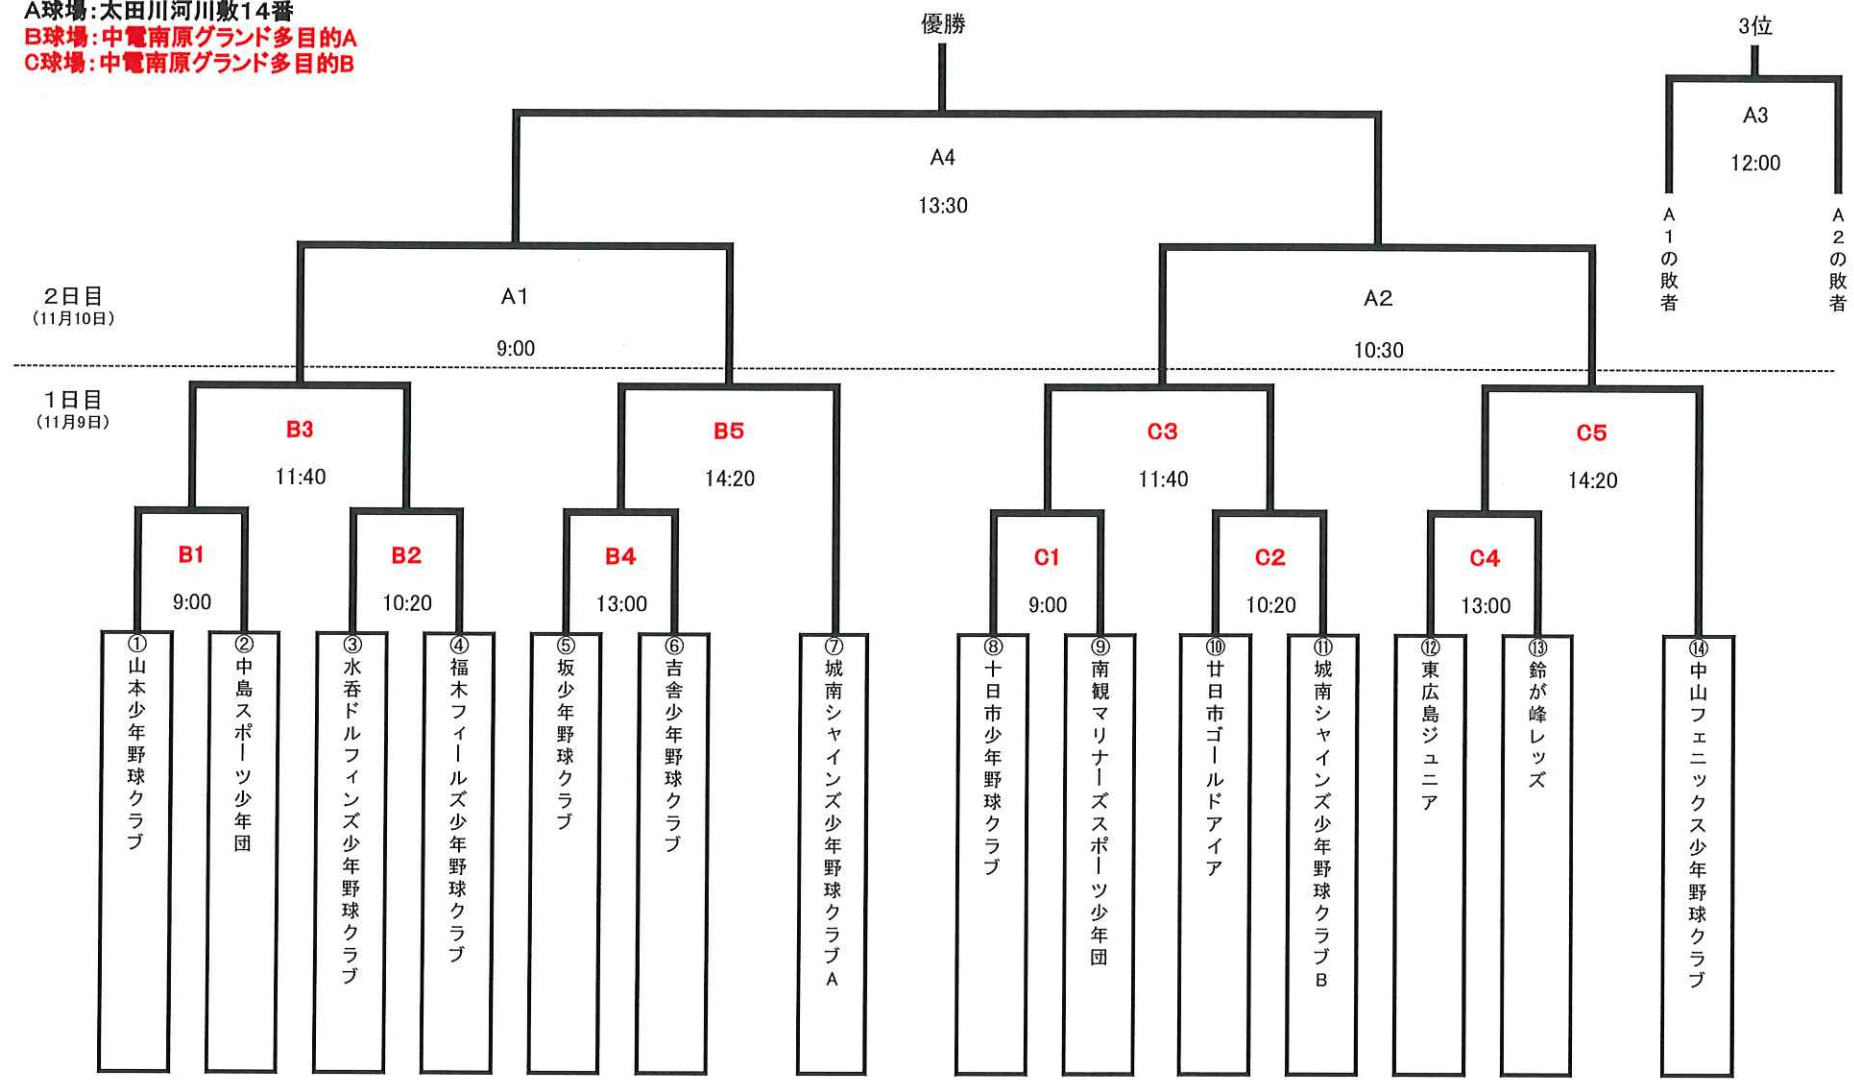 A球場:太田川河川敷14番
B球場:中電南原グランド多目的A
C球場:中電南原グランド多目的B
優勝
3位
A3
12:00
A1の敗者
A2の敗者
A4
13:30
2日目
(11月10日)
A1
9:00
A2
10:30
1日目
(11月9日)
B3
11:40
B5
14:20
C3
11:40
C5
14:20
B1
9:00
B2
10:20
B4
13:00
C1
9:00
C2
10:20
C4
13:00
①山本少年野球クラブ
②中島スポーツ少年団
③水呑ドルフィンズ少年野球クラブ
④福木フィールズ少年野球クラブ
⑤坂少年野球クラブ
⑥吉舎少年野球クラブ
⑦城南シャインズ少年野球クラブA
⑧十日市少年野球クラブ
⑨南観マリナーズスポーツ少年団
⑩廿日市ゴールドアイア
⑪城南シャインズ少年野球クラブB
⑫東広島ジュニア
⑬鈴が峰レッズ
⑭中山フェニックス少年野球クラブ